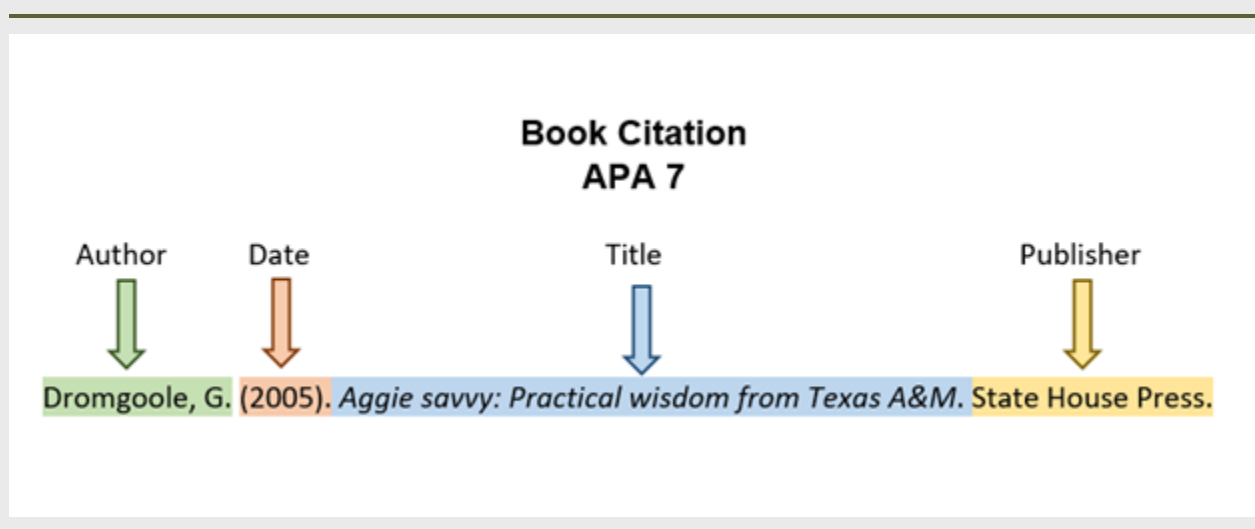 Book Citation
APA 7
Author Date Title Publisher
Dromgoole, G. (2005). Aggie savvy: Practical wisdom from Texas A&M. State House Press.